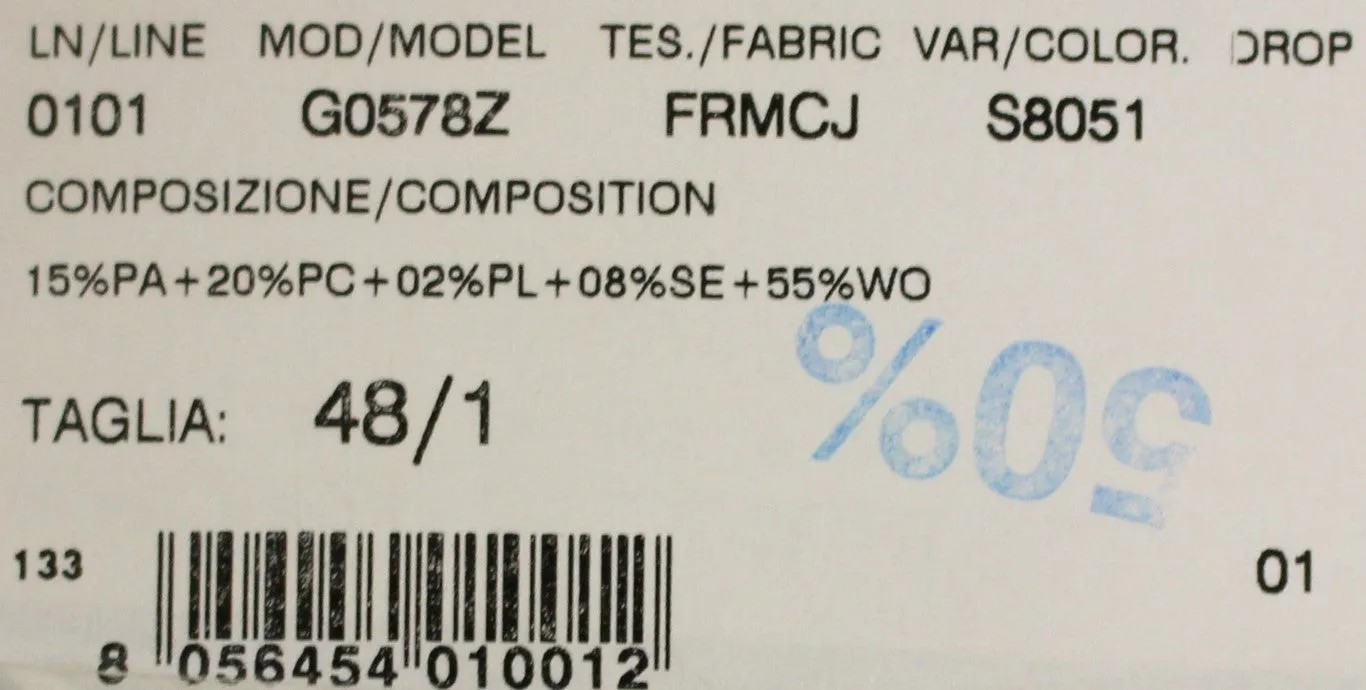 LN/LINE MOD/MODEL TES./FABRIC VAR/COLOR. DROP
0101 G0578Z FRMCJ S8051
COMPOSIZIONE/COMPOSITION
15%PA+20%PC+02%PL+08%SE+55%WO
50%
TAGLIA: 48/1
133
01
8 056454 010012